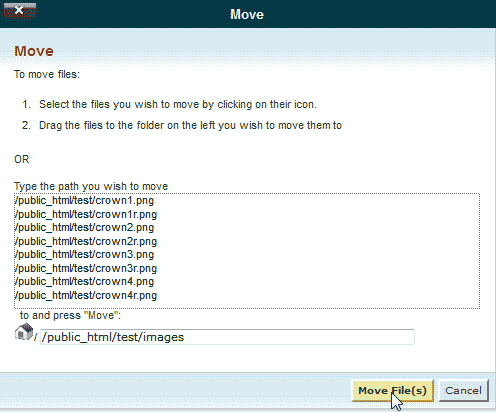 Move
Move
To move files:
1. Select the files you wish to move by clicking on their icon.
2. Drag the files to the folder on the left you wish to move them to
OR
Type the path you wish to move
/public_html/test/crown1.png
/public_html/test/crown1r.png
/public_html/test/crown2.png
/public_html/test/crown2r.png
/public_html/test/crown3.png
/public_html/test/crown3r.png
/public_html/test/crown4.png
/public_html/test/crown4r.png
to and press "Move":
/ /public_html/test/images
Move File(s) Cancel